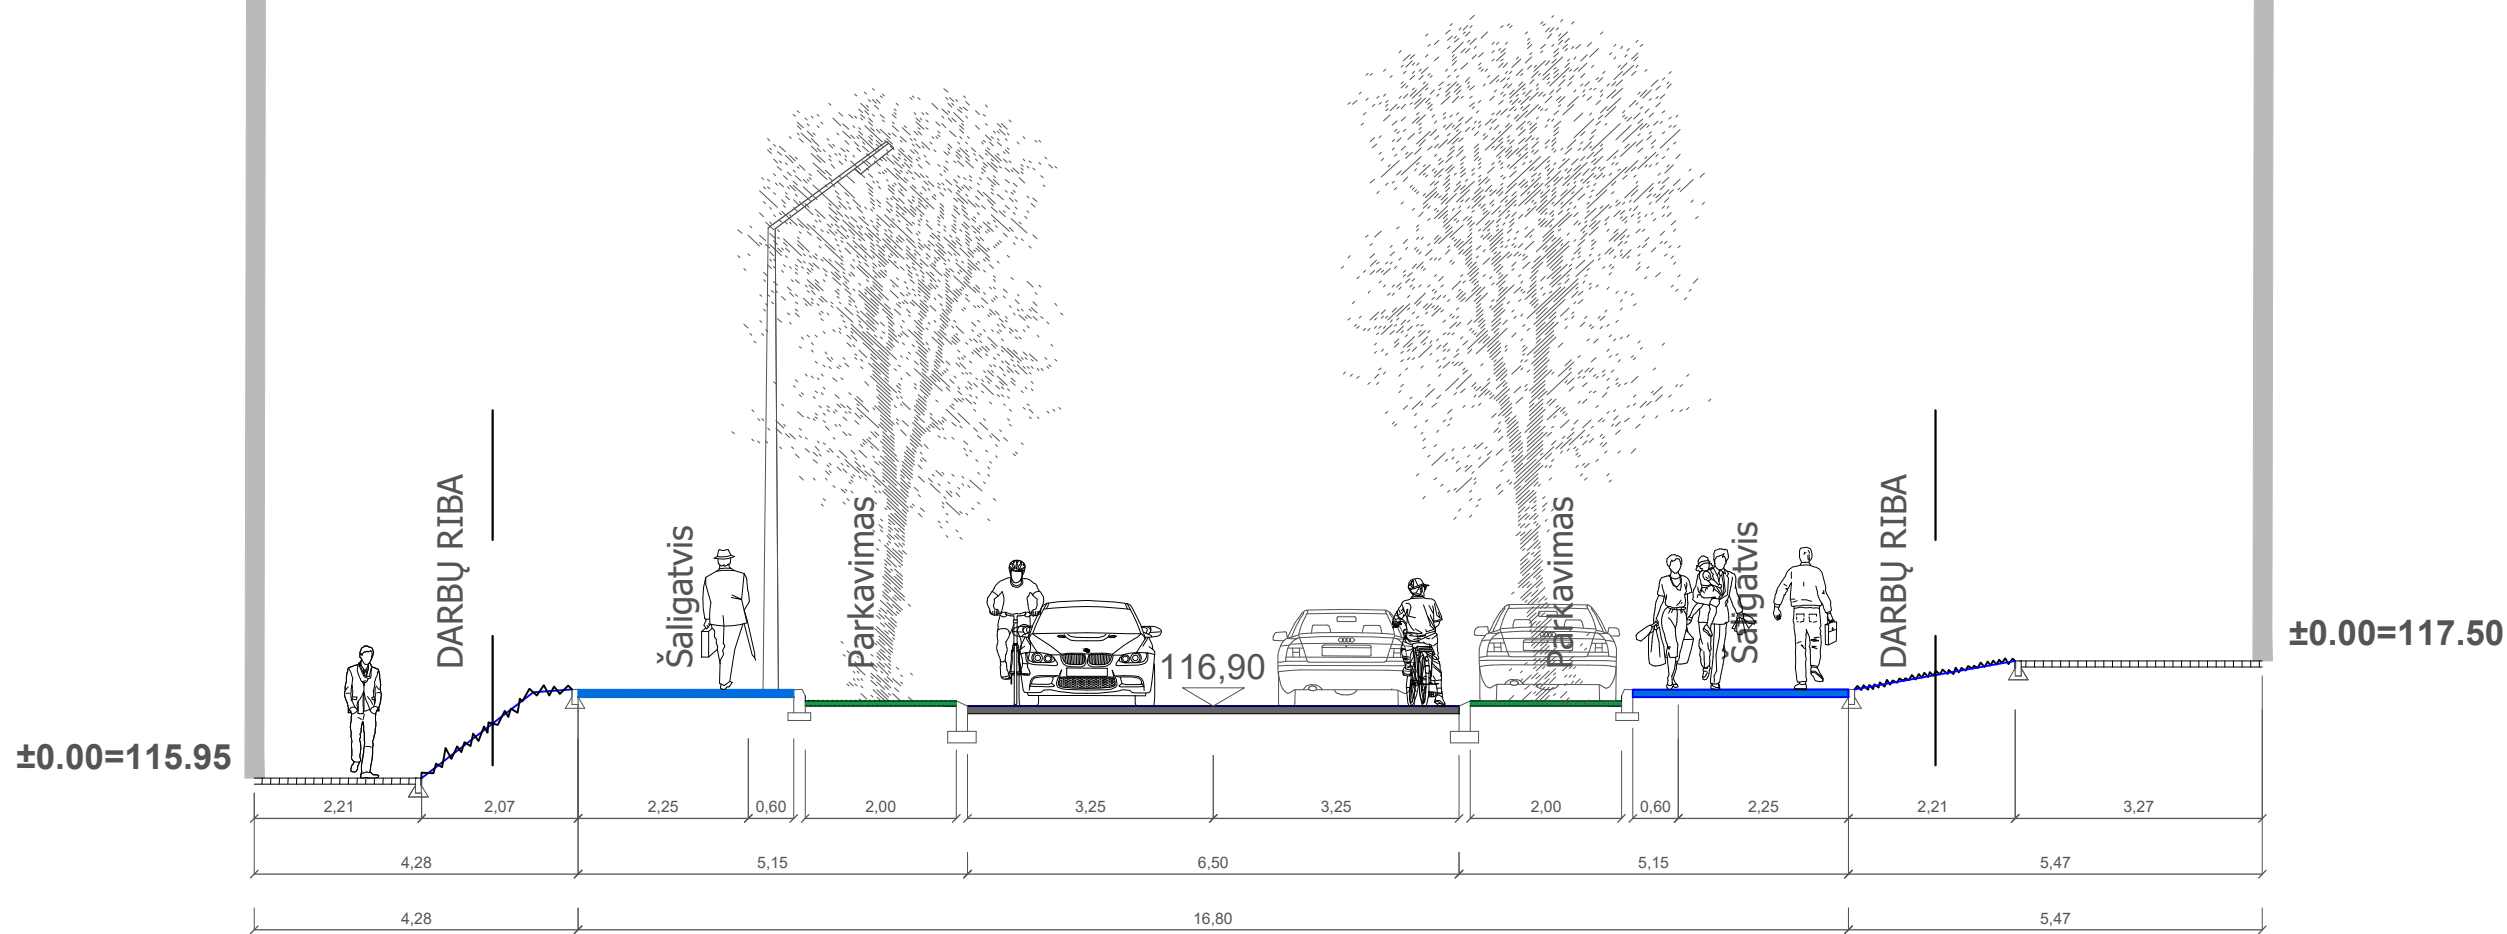 DARBŲ RIBA
Šaligatvis
Parkavimas
116,90
Parkavimas
Šaligatvis
DARBŲ RIBA
±0.00=117.50
±0.00=115.95
2,21 2,07 2,25 0,60 2,00 3,25 3,25 2,00 0,60 2,25 2,21 3,27
4,28 5,15 6,50 5,15 5,47
4,28 16,80 5,47